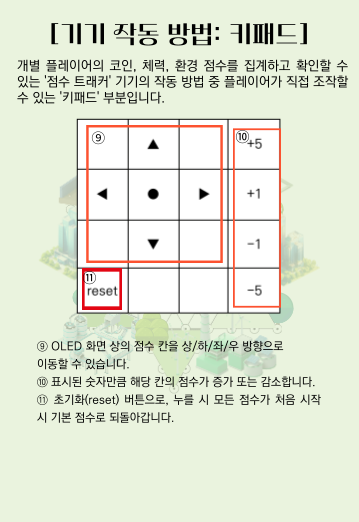 [기기 작동 방법: 키패드]
개별 플레이어의 코인, 체력, 환경 점수를 집계하고 확인할 수
있는 '점수 트래커' 기기의 작동 방법 중 플레이어가 직접 조작할
수 있는 '키패드' 부분입니다.
⑨ ▲ ⑩ +5
◀ ● ▶ +1
▼ -1
⑪ reset -5
⑨ OLED 화면 상의 점수 칸을 상/하/좌/우 방향으로
이동할 수 있습니다.
⑩ 표시된 숫자만큼 해당 칸의 점수가 증가 또는 감소합니다.
⑪ 초기화(reset) 버튼으로, 누를 시 모든 점수가 처음 시작
시 기본 점수로 되돌아갑니다.